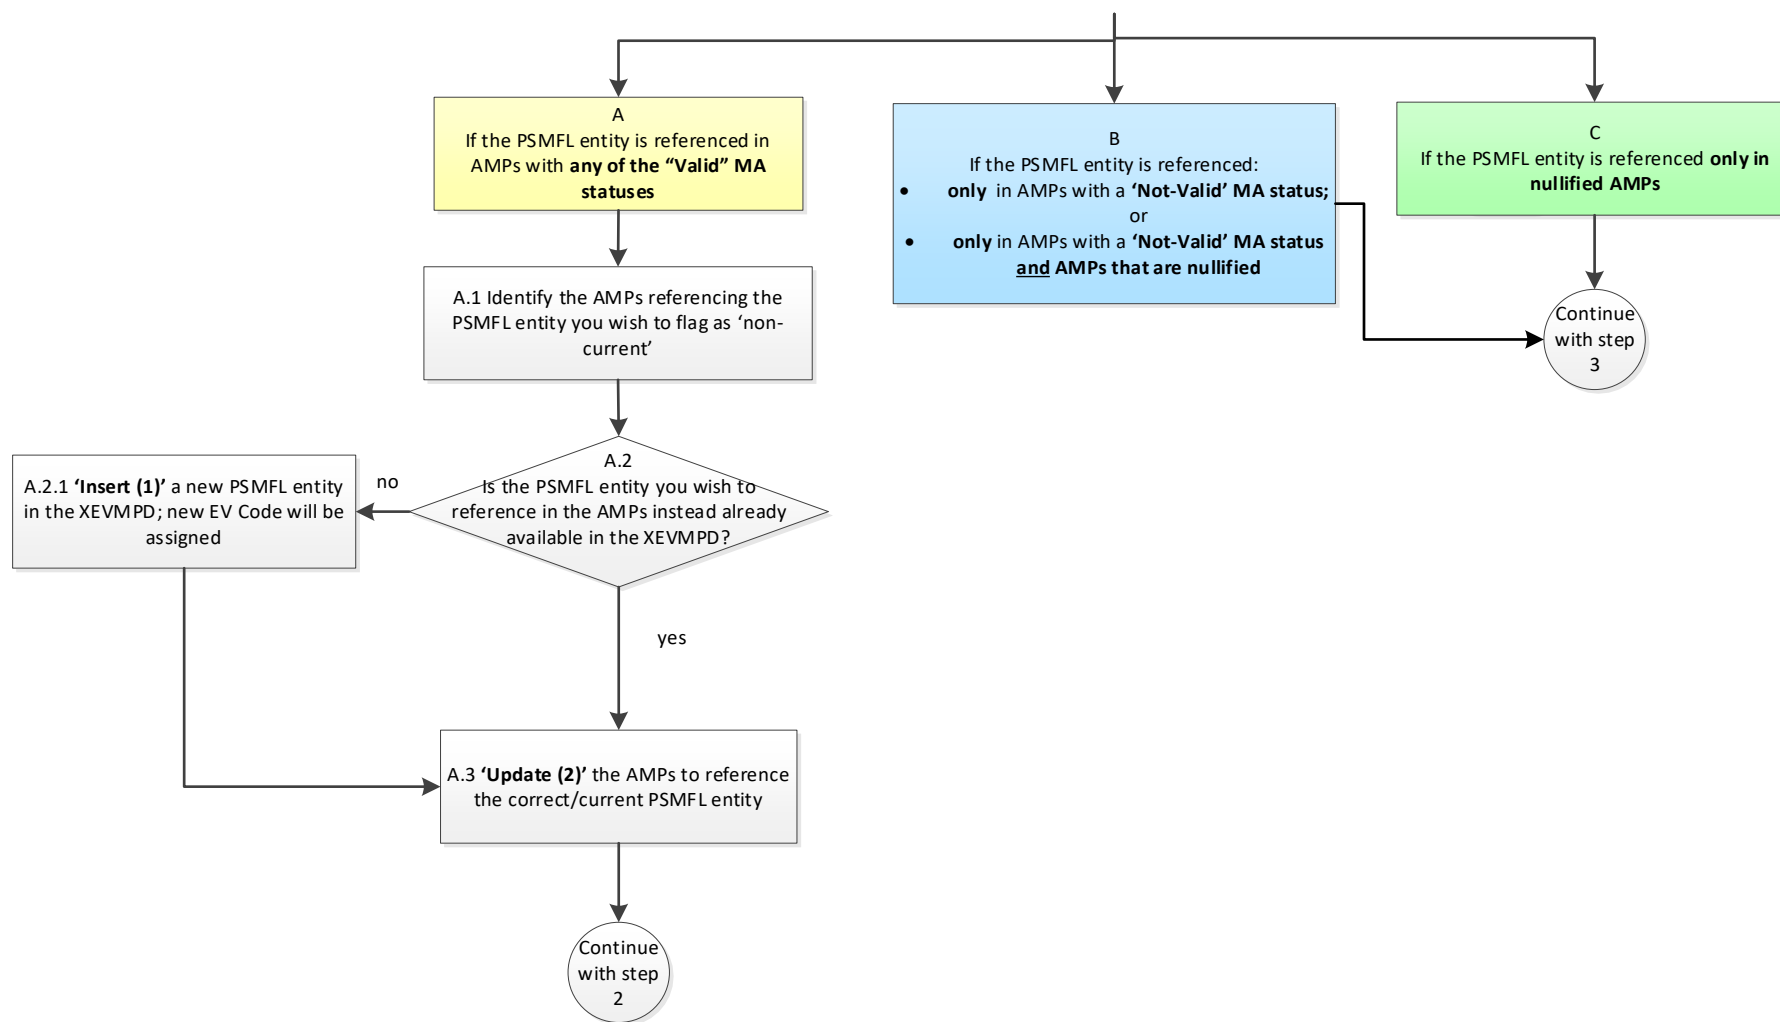 A
If the PSMFL entity is referenced in
AMPs with any of the “Valid” MA
statuses
B
If the PSMFL entity is referenced:
• only in AMPs with a ‘Not-Valid’ MA status;
or
• only in AMPs with a ‘Not-Valid’ MA status
and AMPs that are nullified
C
If the PSMFL entity is referenced only in
nullified AMPs
A.1 Identify the AMPs referencing the
PSMFL entity you wish to flag as ‘non-
current’
Continue
with step
3
A.2
Is the PSMFL entity you wish to
reference in the AMPs instead already
available in the XEVMPD?
no
A.2.1 ‘Insert (1)’ a new PSMFL entity
in the XEVMPD; new EV Code will be
assigned
yes
A.3 ‘Update (2)’ the AMPs to reference
the correct/current PSMFL entity
Continue
with step
2